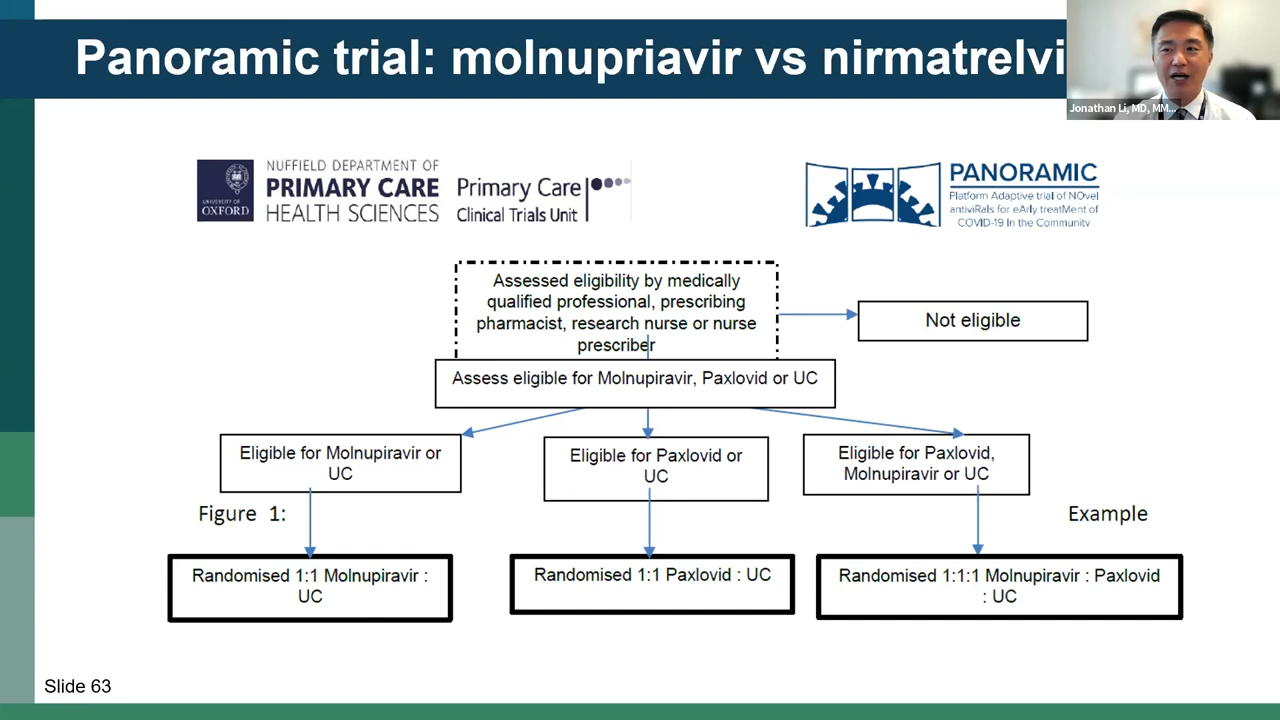 Panoramic trial: molnupriavir vs nirmatrelvi
Jonathan Li, MD, MM...
UNIVERSITY OF
OXFORD
NUFFIELD DEPARTMENT OF
PRIMARY CARE
HEALTH SCIENCES
Primary Care
Clinical Trials Unit
PANORAMIC
Platform Adaptive trial of NOvel
antiviRals for eArly treatMent of
COVID-19 In the Community
Assessed eligibility by medically
qualified professional, prescribing
pharmacist, research nurse or nurse
prescriber
Not eligible
Assess eligible for Molnupiravir, Paxlovid or UC
Eligible for Molnupiravir or
UC
Eligible for Paxlovid or
UC
Eligible for Paxlovid,
Molnupiravir or UC
Figure 1:
Example
Randomised 1:1 Molnupiravir :
UC
Randomised 1:1 Paxlovid : UC
Randomised 1:1:1 Molnupiravir : Paxlovid
: UC
Slide 63